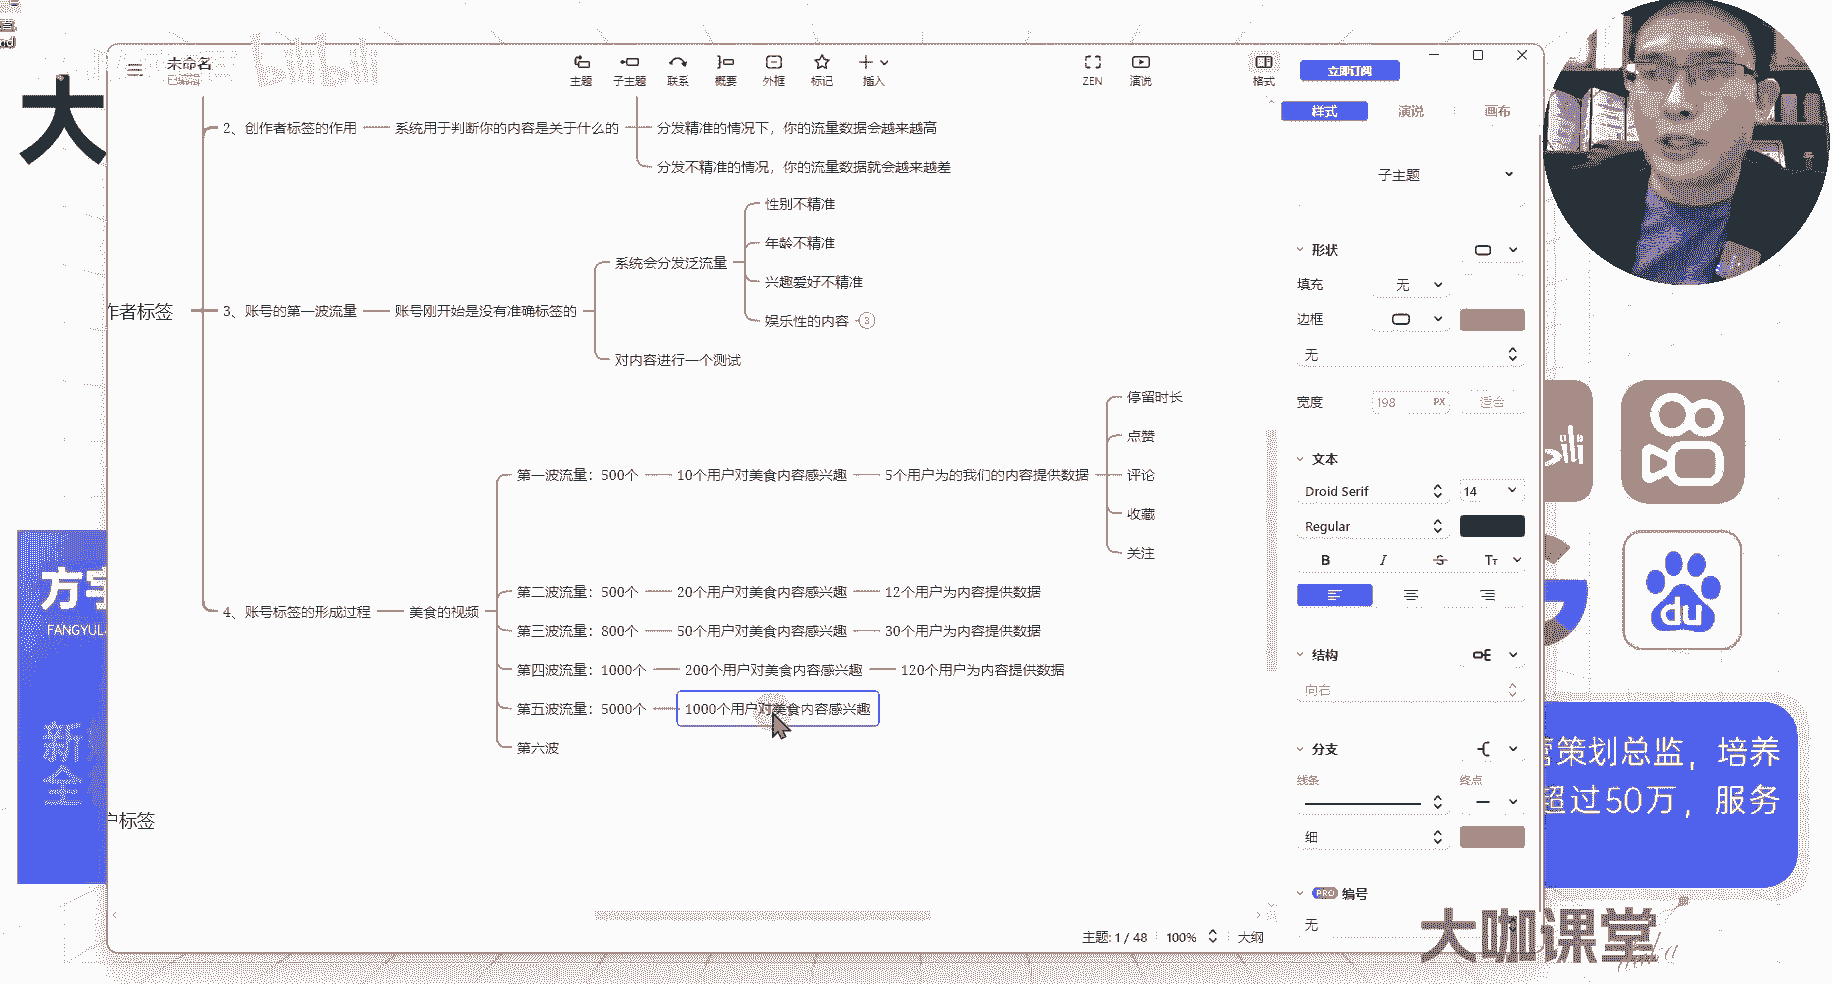 未命名
已编辑
bilibili
主题
子主题
联系
概要
外框
标记
插入
ZEN
演说
格式
立即订阅
大
样式
演说
画布
2、创作者标签的作用
系统用于判断你的内容是关于什么的
分发精准的情况下，你的流量数据会越来越高
分发不精准的情况，你的流量数据就会越来越差
子主题
性别不精准
年龄不精准
系统会分发泛流量
兴趣爱好不精准
娱乐性的内容
3
作者标签
3、账号的第一波流量
账号刚开始是没有准确标签的
对内容进行一个测试
形状
填充
无
边框
无
宽度
198
PX
适合
停留时长
点赞
第一波流量：500个
10个用户对美食内容感兴趣
5个用户为的我们的内容提供数据
评论
收藏
关注
文本
Droid Serif
14
Regular
B
I
S
TT
第二波流量：500个
20个用户对美食内容感兴趣
12个用户为内容提供数据
4、账号标签的形成过程
美食的视频
第三波流量：800个
50个用户对美食内容感兴趣
30个用户为内容提供数据
第四波流量：1000个
200个用户对美食内容感兴趣
120个用户为内容提供数据
第五波流量：5000个
1000个用户对美食内容感兴趣
第六波
户标签
结构
向右
分支
线条
终点
细
PRO
编号
无
主题: 1 / 48
100%
大纲
方宇
FANGYUL
新
全
du
营策划总监，培养
超过50万，服务
大咖课堂